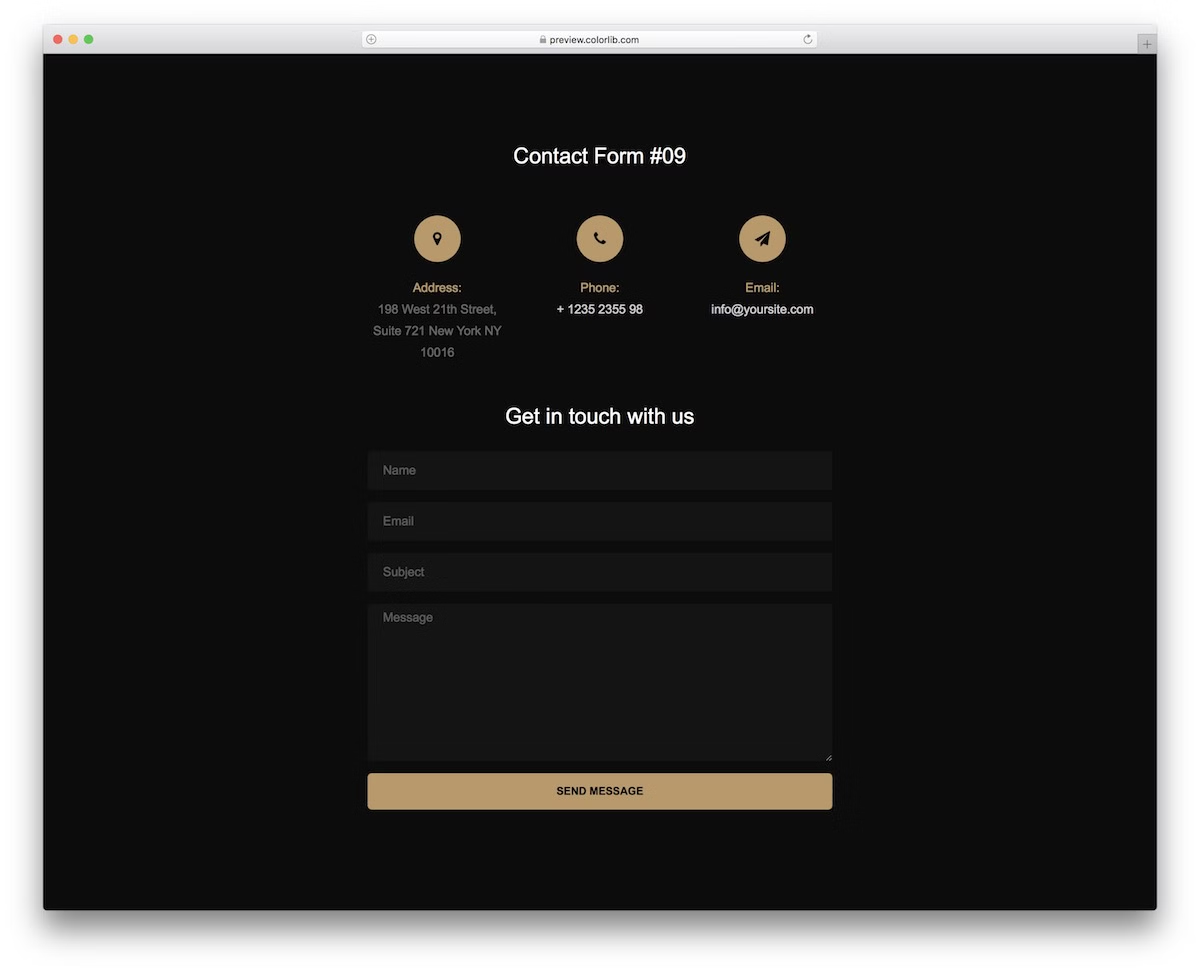 preview.colorlib.com
Contact Form #09
Address:
198 West 21th Street,
Suite 721 New York NY
10016
Phone:
+ 1235 2355 98
Email:
info@yoursite.com
Get in touch with us
Name
Email
Subject
Message
SEND MESSAGE